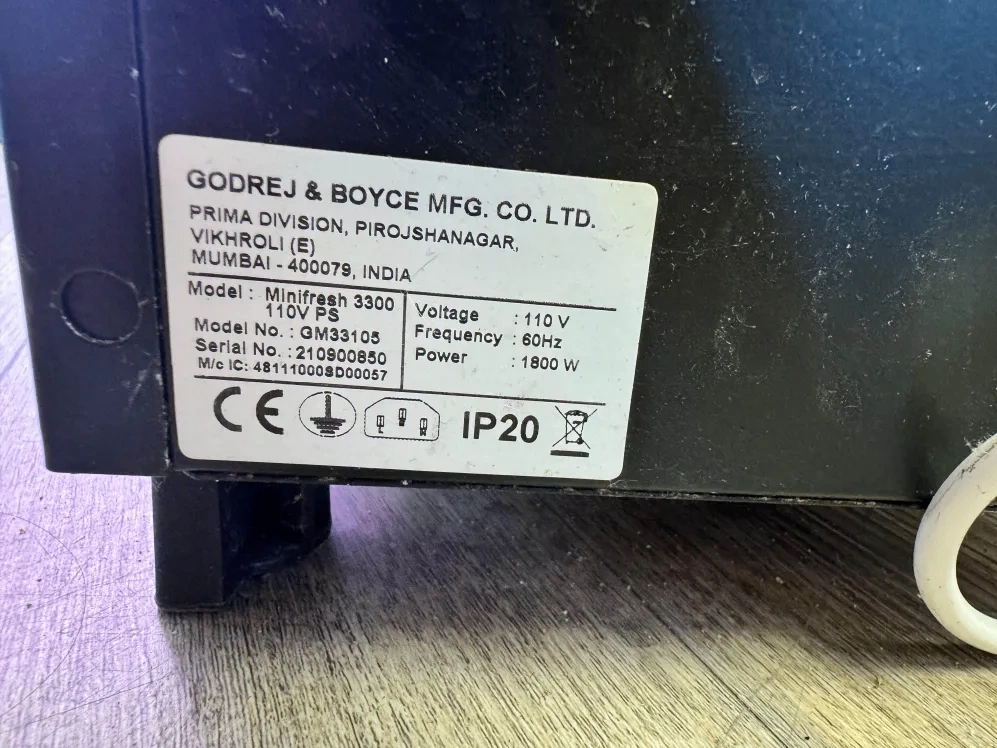 GODREJ & BOYCE MFG. CO. LTD.
PRIMA DIVISION, PIROJSHANAGAR,
VIKHROLI (E)
MUMBAI - 400079, INDIA
Model : Minifresh 3300
110V PS
Model No. : GM33105
Serial No. : 210900850
M/c IC: 48111000SD00057
Voltage : 110 V
Frequency : 60Hz
Power : 1800 W
CE
IP20